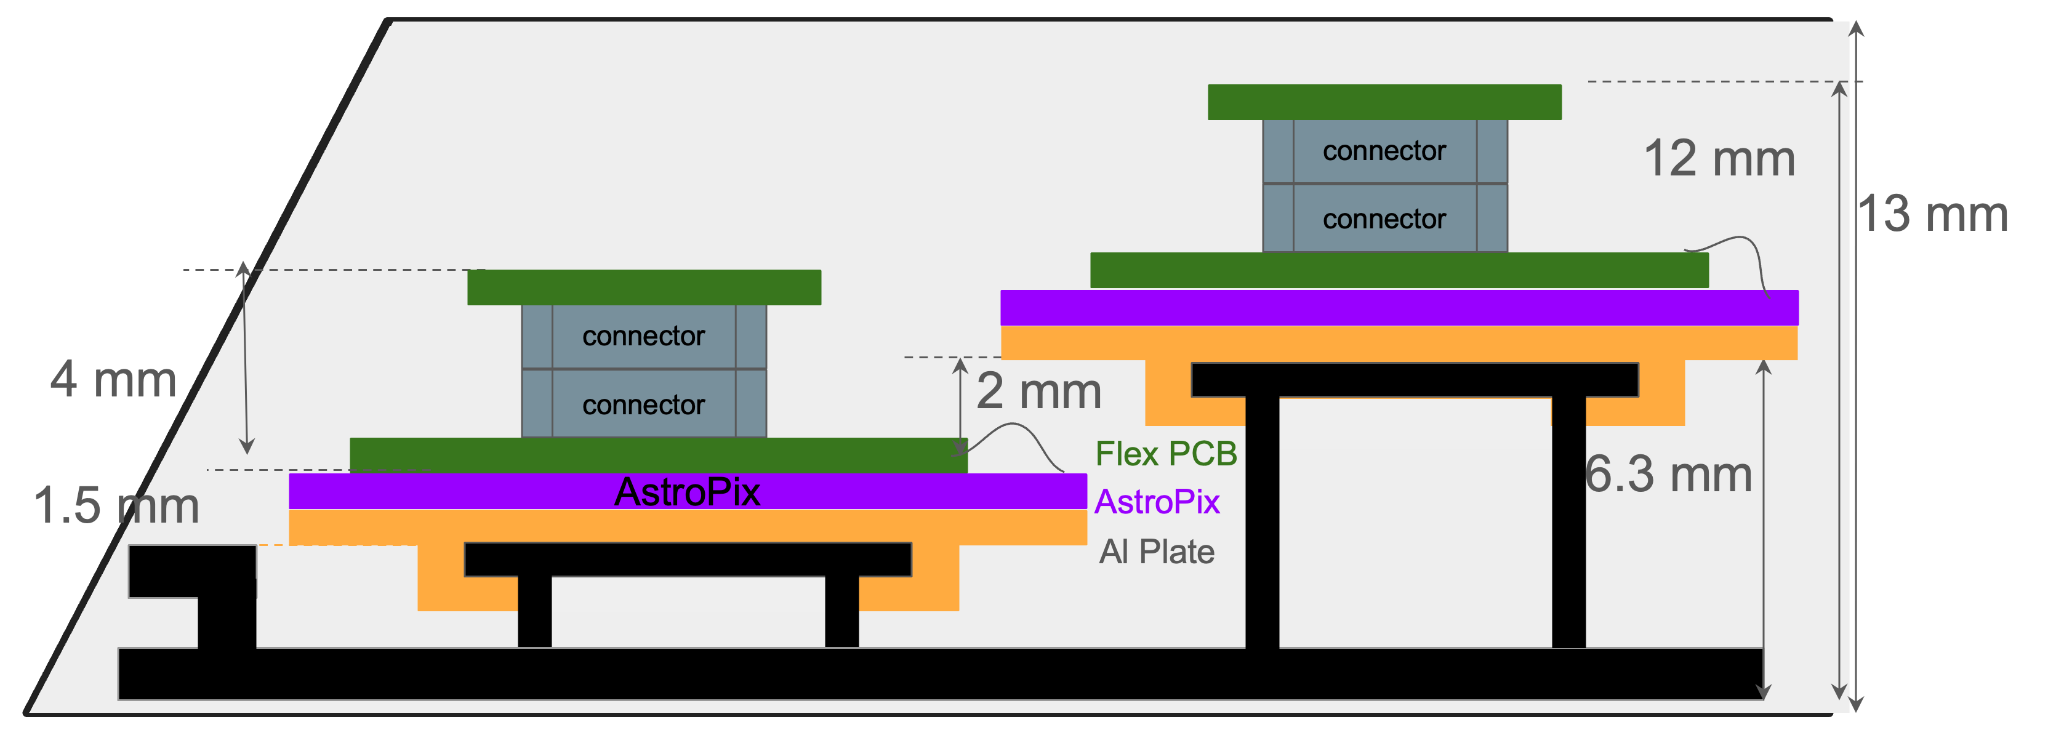 connector
12 mm
connector
13 mm
connector
4 mm
2 mm
connector
Flex PCB
6.3 mm
AstroPix
AstroPix
1.5 mm
Al Plate